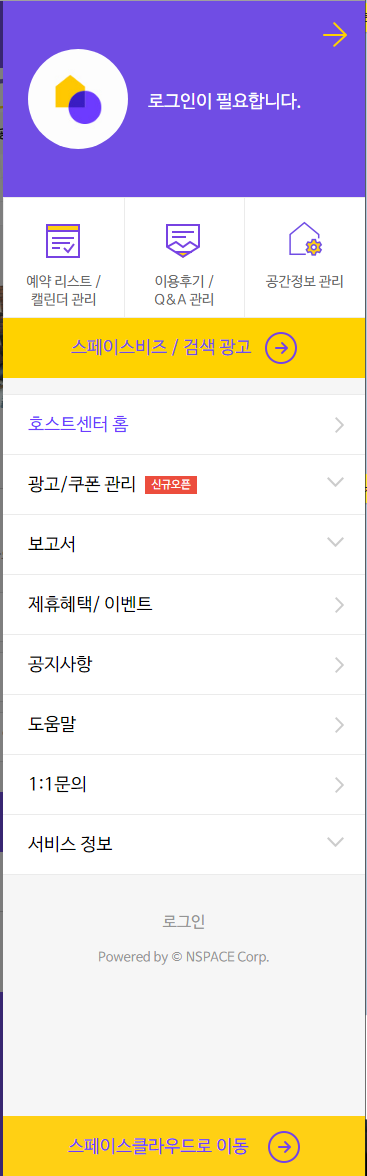 로그인이 필요합니다.
예약 리스트 /
캘린더 관리
이용후기 /
Q&A 관리
공간정보 관리
스페이스비즈 / 검색 광고
호스트센터 홈
광고/쿠폰 관리 신규오픈
보고서
제휴혜택/ 이벤트
공지사항
도움말
1:1문의
서비스 정보
로그인
Powered by © NSPACE Corp.
스페이스클라우드로 이동